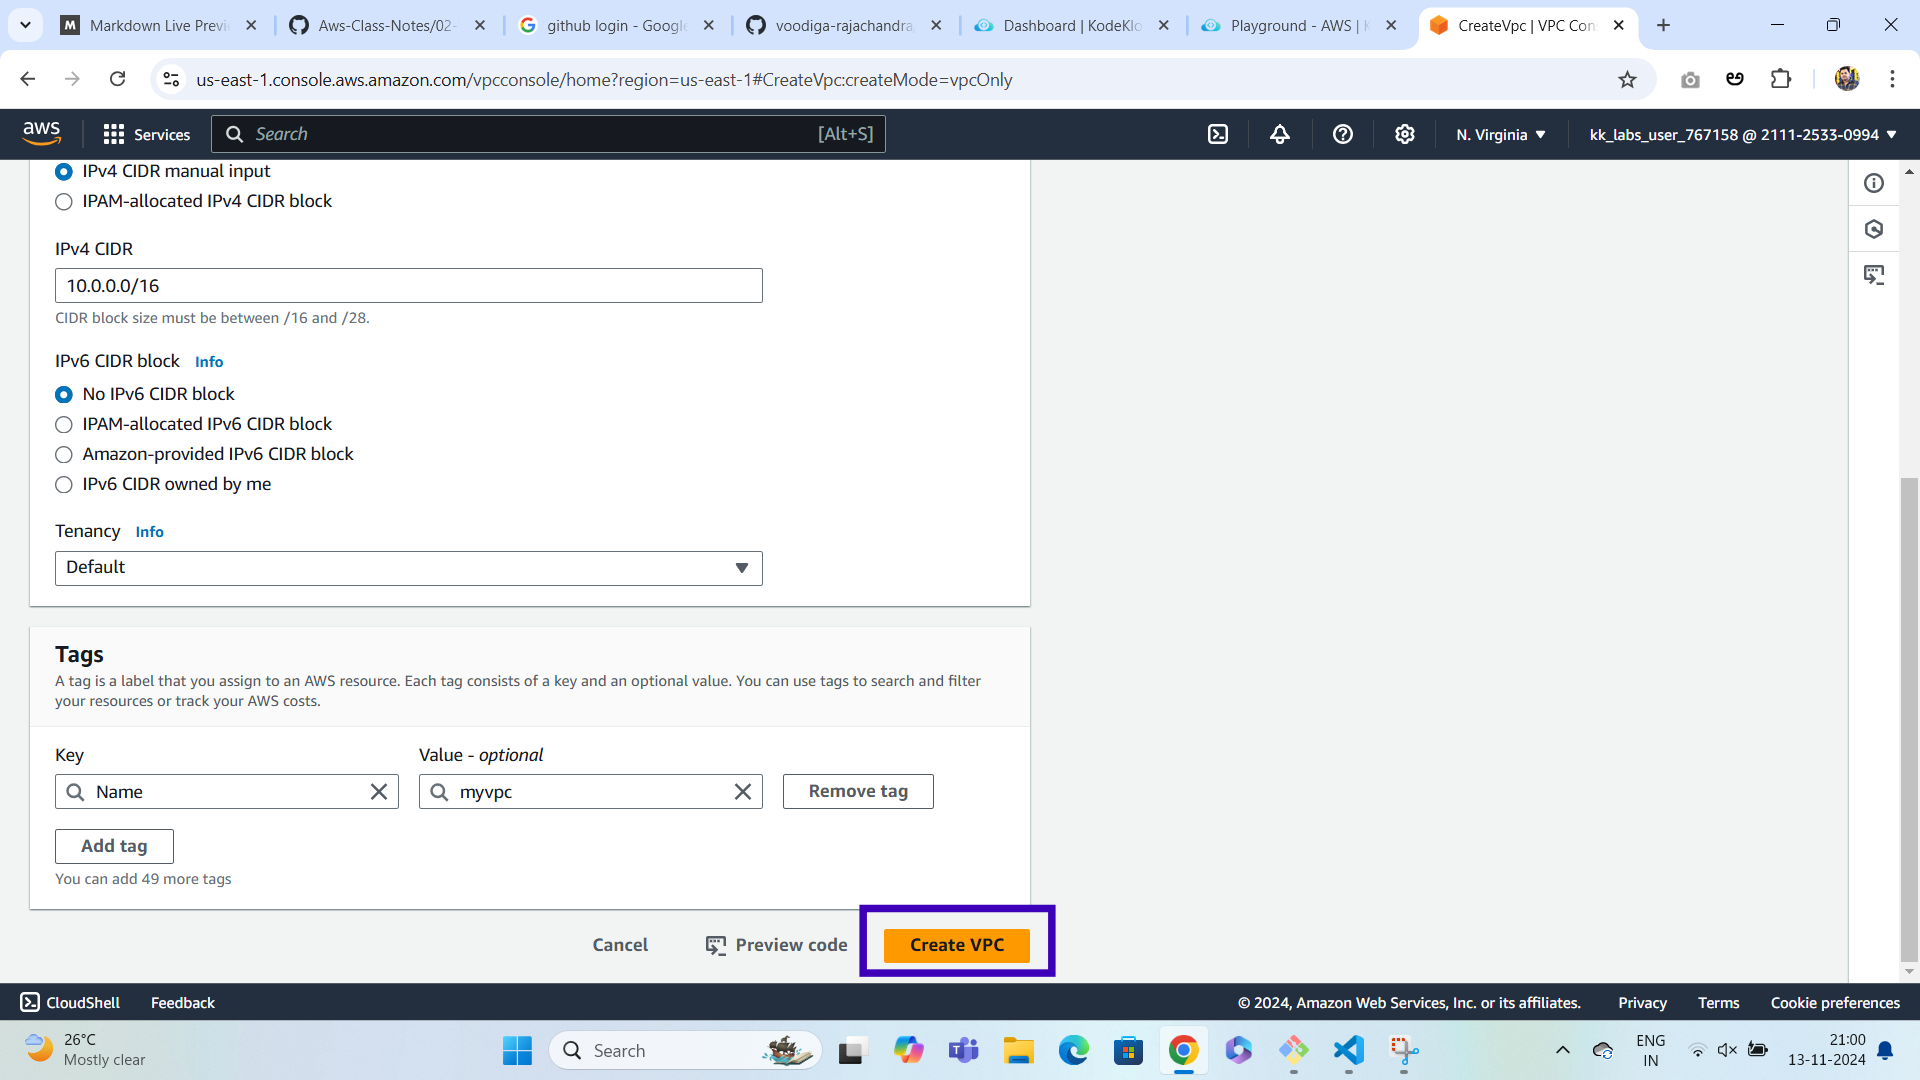 Markdown Live Previ
Aws-Class-Notes/02-
github login - Google
voodiga-rajachandra
Dashboard | KodeKlo
Playground - AWS | K
CreateVpc | VPC Con
us-east-1.console.aws.amazon.com/vpcconsole/home?region=us-east-1#CreateVpc:createMode=vpcOnly
aws
Services
Search
[Alt+S]
N. Virginia
kk_labs_user_767158 @ 2111-2533-0994
IPv4 CIDR manual input
IPAM-allocated IPv4 CIDR block
IPv4 CIDR
10.0.0.0/16
CIDR block size must be between /16 and /28.
IPv6 CIDR block Info
No IPv6 CIDR block
IPAM-allocated IPv6 CIDR block
Amazon-provided IPv6 CIDR block
IPv6 CIDR owned by me
Tenancy Info
Default
Tags
A tag is a label that you assign to an AWS resource. Each tag consists of a key and an optional value. You can use tags to search and filter
your resources or track your AWS costs.
Key
Value - optional
Name
myvpc
Remove tag
Add tag
You can add 49 more tags
Cancel
Preview code
Create VPC
CloudShell
Feedback
© 2024, Amazon Web Services, Inc. or its affiliates.
Privacy
Terms
Cookie preferences
26°C
Mostly clear
Search
ENG
IN
21:00
13-11-2024